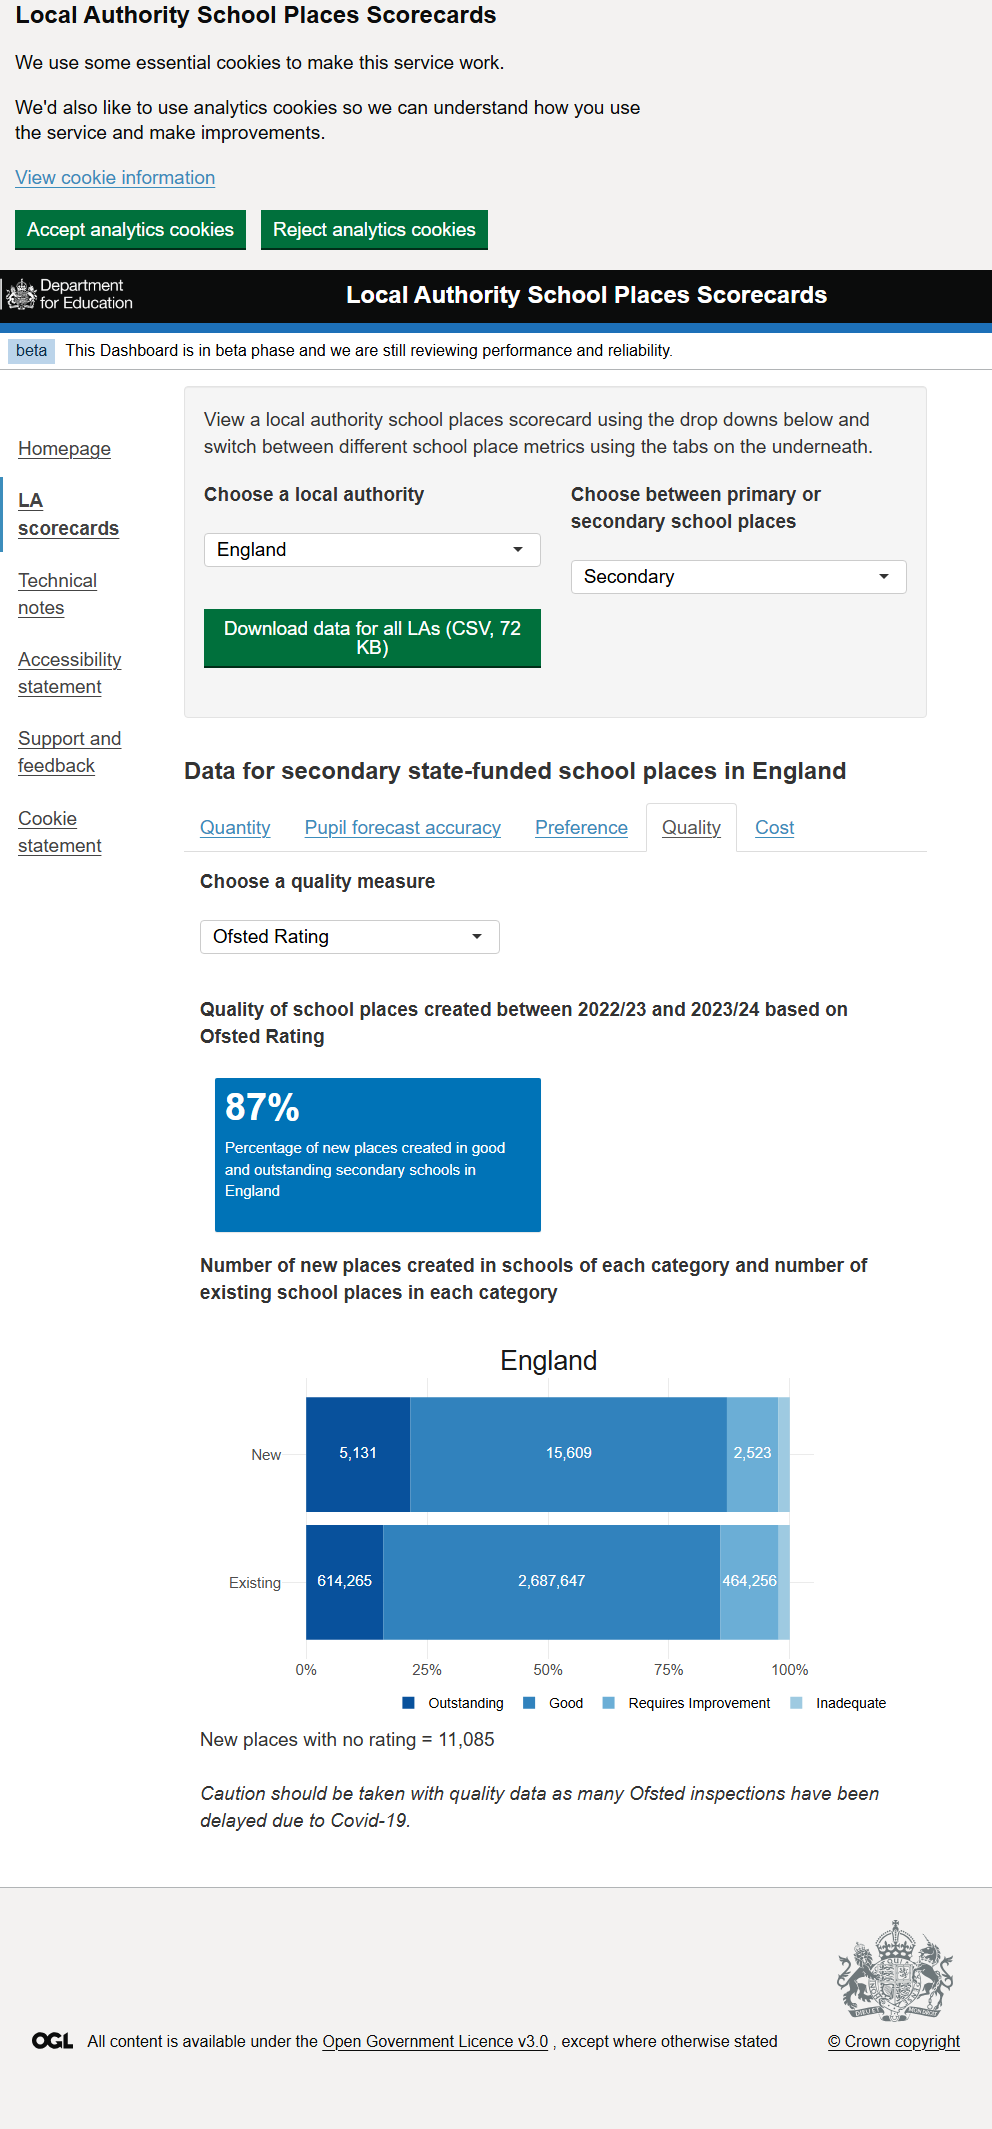 Local Authority School Places Scorecards
We use some essential cookies to make this service work.
We'd also like to use analytics cookies so we can understand how you use
the service and make improvements.
View cookie information
Accept analytics cookies
Reject analytics cookies
Department
for Education
Local Authority School Places Scorecards
beta
This Dashboard is in beta phase and we are still reviewing performance and reliability.
Homepage
LA
scorecards
Technical
notes
Accessibility
statement
Support and
feedback
Cookie
statement
View a local authority school places scorecard using the drop downs below and
switch between different school place metrics using the tabs on the underneath.
Choose a local authority
England
Download data for all LAs (CSV, 72
KB)
Choose between primary or
secondary school places
Secondary
Data for secondary state-funded school places in England
Quantity
Pupil forecast accuracy
Preference
Quality
Cost
Choose a quality measure
Ofsted Rating
Quality of school places created between 2022/23 and 2023/24 based on
Ofsted Rating
87%
Percentage of new places created in good
and outstanding secondary schools in
England
Number of new places created in schools of each category and number of
existing school places in each category
England
New
5,131
15,609
2,523
Existing
614,265
2,687,647
464,256
0%
25%
50%
75%
100%
Outstanding
Good
Requires Improvement
Inadequate
New places with no rating = 11,085
Caution should be taken with quality data as many Ofsted inspections have been
delayed due to Covid-19.
DIEU ET MON DROIT
OGL
All content is available under the Open Government Licence v3.0 , except where otherwise stated
© Crown copyright